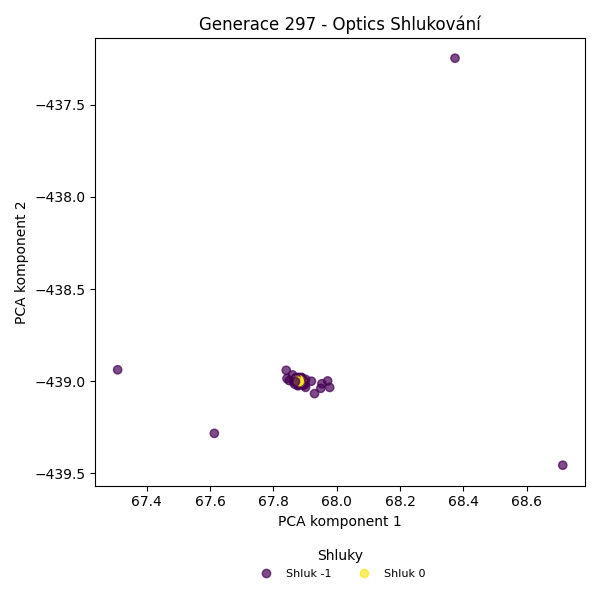 Generace 297 - Optics Shlukování
PCA komponent 2
−437.5
−438.0
−438.5
−439.0
−439.5
67.4 67.6 67.8 68.0 68.2 68.4 68.6
PCA komponent 1
Shluky
Shluk -1 Shluk 0